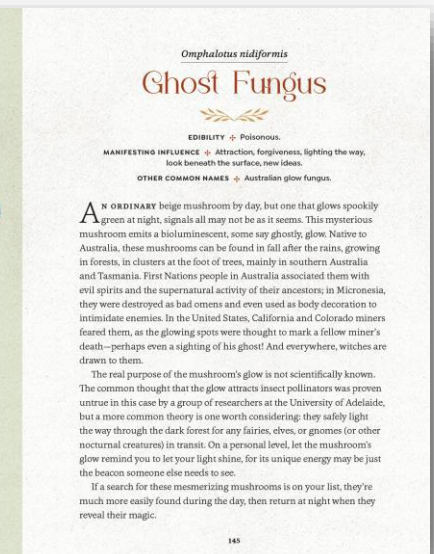 Omphalotus nidiformis
Ghost Fungus
EDIBILITY ✣ Poisonous.
MANIFESTING INFLUENCE ✣ Attraction, forgiveness, lighting the way,
look beneath the surface, new ideas.
OTHER COMMON NAMES ✣ Australian glow fungus.
AN ORDINARY beige mushroom by day, but one that glows spookily
green at night, signals all may not be as it seems. This mysterious
mushroom emits a bioluminescent, some say ghostly, glow. Native to
Australia, these mushrooms can be found in fall after the rains, growing
in forests, in clusters at the foot of trees, mainly in southern Australia
and Tasmania. First Nations people in Australia associated them with
evil spirits and the supernatural activity of their ancestors; in Micronesia,
they were destroyed as bad omens and even used as body decoration to
intimidate enemies. In the United States, California and Colorado miners
feared them, as the glowing spots were thought to mark a fellow miner's
death—perhaps even a sighting of his ghost! And everywhere, witches are
drawn to them.
The real purpose of the mushroom's glow is not scientifically known.
The common thought that the glow attracts insect pollinators was proven
untrue in this case by a group of researchers at the University of Adelaide,
but a more common theory is one worth considering: they safely light
the way through the dark forest for any fairies, elves, or gnomes (or other
nocturnal creatures) in transit. On a personal level, let the mushroom's
glow remind you to let your light shine, for its unique energy may be just
the beacon someone else needs to see.
If a search for these mesmerizing mushrooms is on your list, they're
much more easily found during the day, then return at night when they
reveal their magic.
145